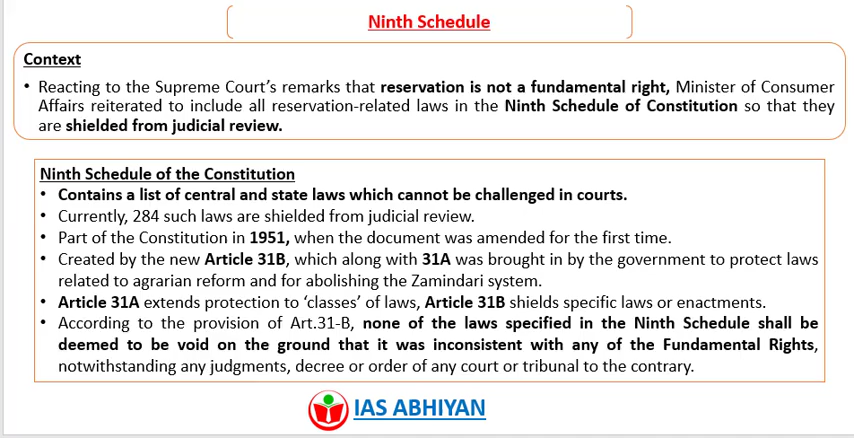 Ninth Schedule
Context
• Reacting to the Supreme Court's remarks that reservation is not a fundamental right, Minister of Consumer
Affairs reiterated to include all reservation-related laws in the Ninth Schedule of Constitution so that they
are shielded from judicial review.
Ninth Schedule of the Constitution
• Contains a list of central and state laws which cannot be challenged in courts.
• Currently, 284 such laws are shielded from judicial review.
• Part of the Constitution in 1951, when the document was amended for the first time.
• Created by the new Article 31B, which along with 31A was brought in by the government to protect laws
related to agrarian reform and for abolishing the Zamindari system.
• Article 31A extends protection to ‘classes’ of laws, Article 31B shields specific laws or enactments.
• According to the provision of Art.31-B, none of the laws specified in the Ninth Schedule shall be
deemed to be void on the ground that it was inconsistent with any of the Fundamental Rights,
notwithstanding any judgments, decree or order of any court or tribunal to the contrary.
IAS ABHIYAN